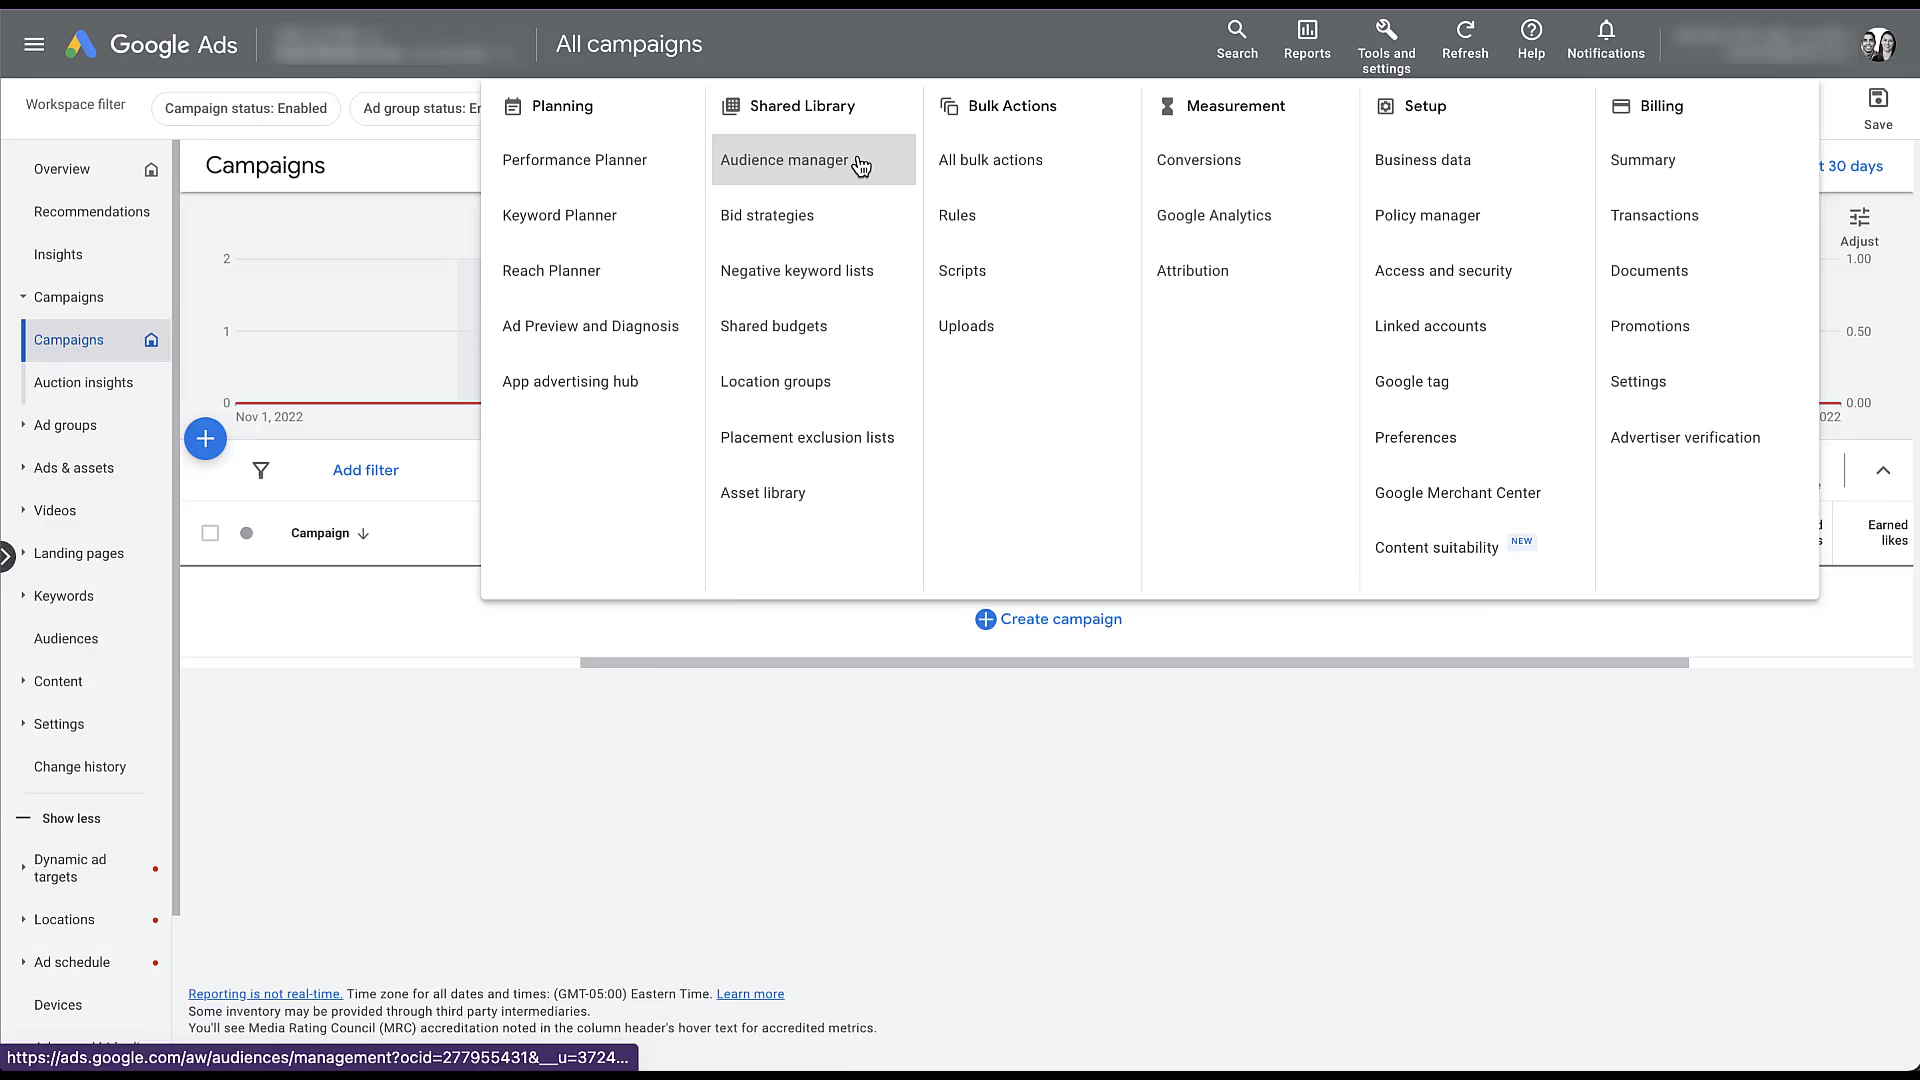 Google Ads
All campaigns
Search
Reports
Tools and
settings
Refresh
Help
Notifications
Workspace filter
Campaign status: Enabled
Ad group status: Er
Save
Overview
Recommendations
Insights
Campaigns
Campaigns
Auction insights
Ad groups
Ads & assets
Videos
Landing pages
Keywords
Audiences
Content
Settings
Change history
Show less
Dynamic ad
targets
Locations
Ad schedule
Devices
Campaigns
t 30 days
Adjust
2
1
0
Nov 1, 2022
1.00
0.50
0.00
022
Add filter
Campaign
Earned
likes
Planning
Performance Planner
Keyword Planner
Reach Planner
Ad Preview and Diagnosis
App advertising hub
Shared Library
Audience manager
Bid strategies
Negative keyword lists
Shared budgets
Location groups
Placement exclusion lists
Asset library
Bulk Actions
All bulk actions
Rules
Scripts
Uploads
Measurement
Conversions
Google Analytics
Attribution
Setup
Business data
Policy manager
Access and security
Linked accounts
Google tag
Preferences
Google Merchant Center
Content suitability NEW
Billing
Summary
Transactions
Documents
Promotions
Settings
Advertiser verification
Create campaign
Reporting is not real-time. Time zone for all dates and times: (GMT-05:00) Eastern Time. Learn more
Some inventory may be provided through third party intermediaries.
You'll see Media Rating Council (MRC) accreditation noted in the column header's hover text for accredited metrics.
https://ads.google.com/aw/audiences/management?ocid=277955431&__u=3724...